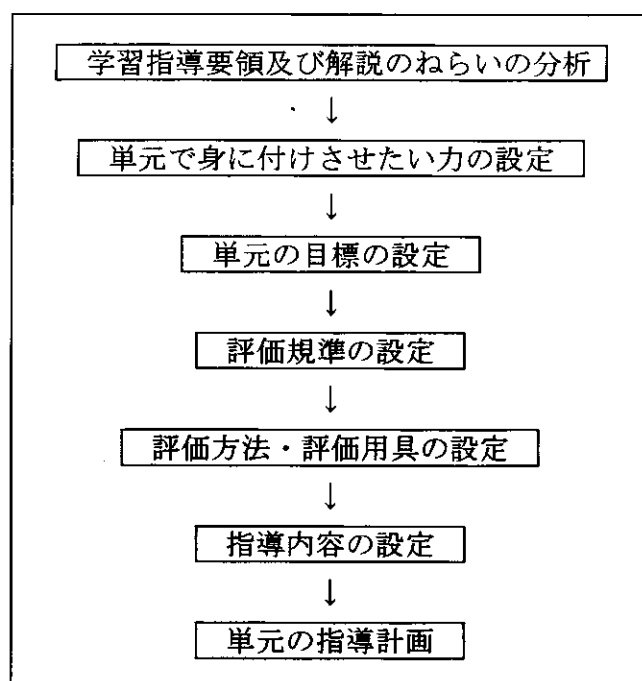 学習指導要領及び解説のねらいの分析
↓
単元で身に付けさせたい力の設定
↓
単元の目標の設定
↓
評価規準の設定
↓
評価方法・評価用具の設定
↓
指導内容の設定
↓
単元の指導計画